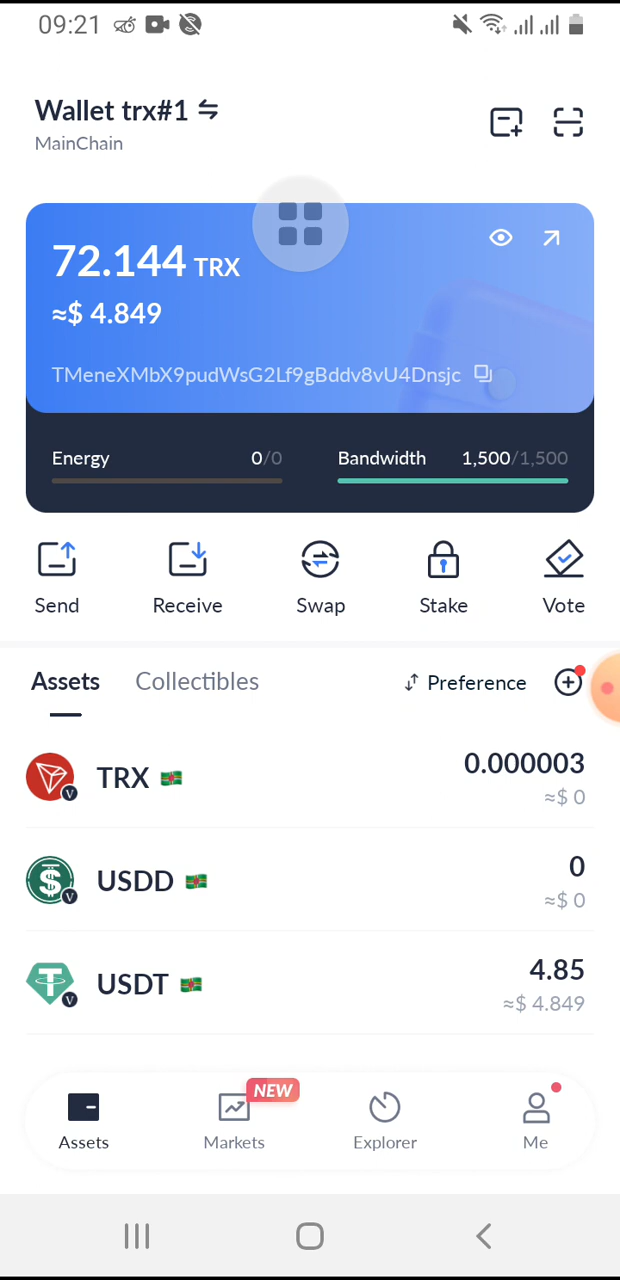 09:21
Wallet trx#1
MainChain
72.144 TRX
≈$ 4.849
TMeneXMbX9pudWsG2Lf9gBddv8vU4Dnsjc
Energy 0/0 Bandwidth 1,500/1,500
Send Receive Swap Stake Vote
Assets Collectibles Preference
TRX 0.000003
≈$ 0
USDD 0
≈$ 0
USDT 4.85
≈$ 4.849
NEW
Assets Markets Explorer Me